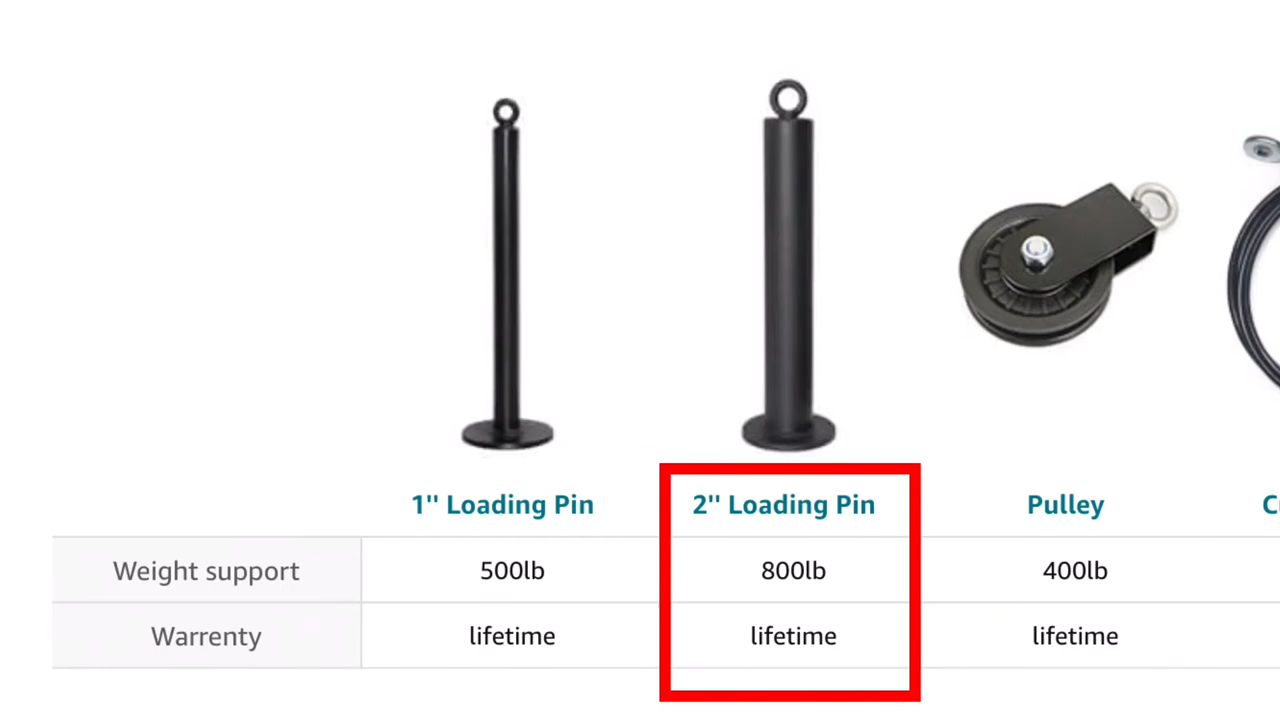 1'' Loading Pin 2'' Loading Pin Pulley
Weight support 500lb 800lb 400lb
Warrenty lifetime lifetime lifetime